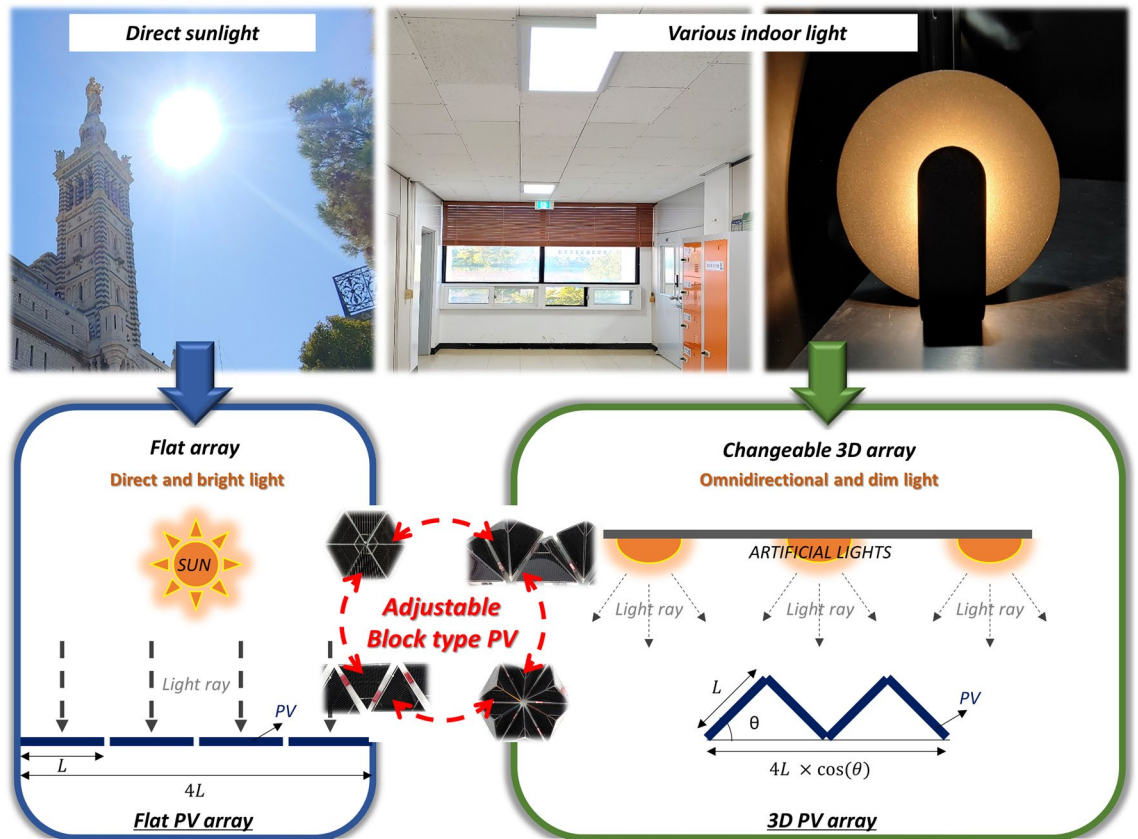 Direct sunlight
Various indoor light
Flat array
Direct and bright light
SUN
Light ray
PV
L
4L
Flat PV array
Adjustable
Block type PV
Changeable 3D array
Omnidirectional and dim light
ARTIFICIAL LIGHTS
Light ray
Light ray
Light ray
L
θ
PV
4L × cos(θ)
3D PV array